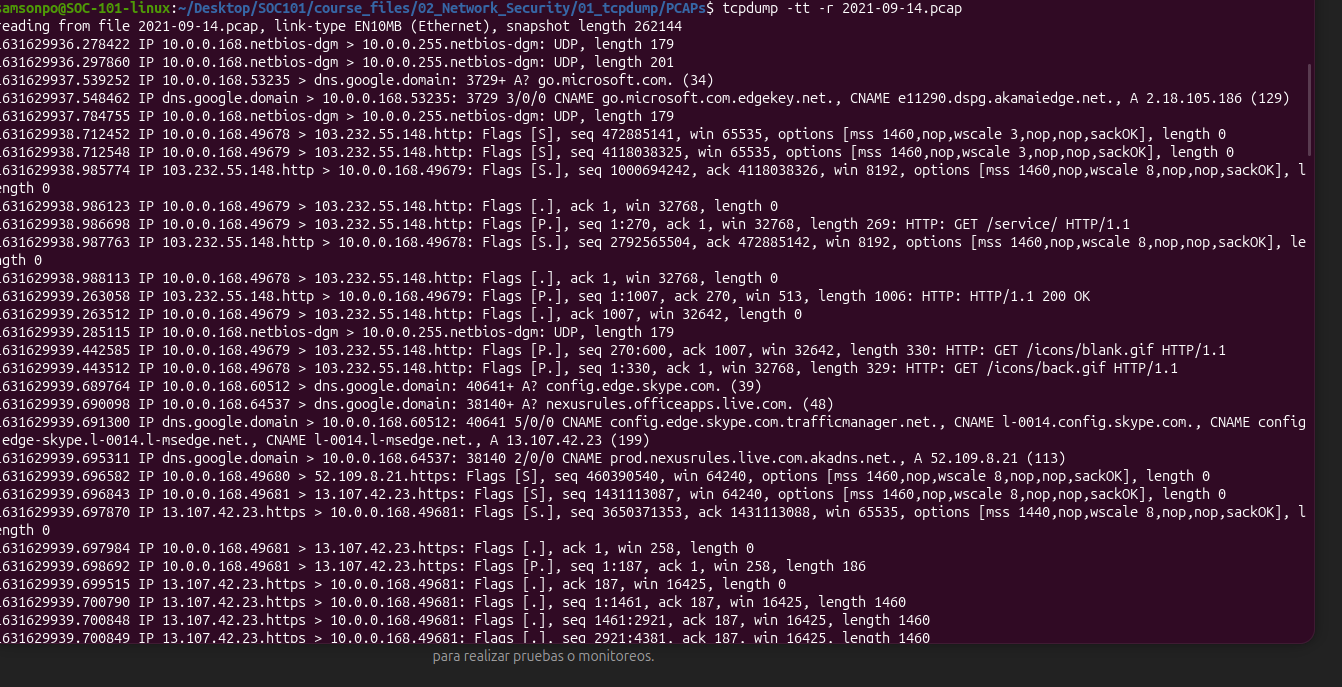 samsonpo@SOC-101-linux:~/Desktop/SOC101/course_files/02_Network_Security/01_tcpdump/PCAPs$ tcpdump -tt -r 2021-09-14.pcap
reading from file 2021-09-14.pcap, link-type EN10MB (Ethernet), snapshot length 262144
1631629936.278422 IP 10.0.0.168.netbios-dgm > 10.0.0.255.netbios-dgm: UDP, length 179
1631629936.297860 IP 10.0.0.168.netbios-dgm > 10.0.0.255.netbios-dgm: UDP, length 201
1631629937.539252 IP 10.0.0.168.53235 > dns.google.domain: 3729+ A? go.microsoft.com. (34)
1631629937.548462 IP dns.google.domain > 10.0.0.168.53235: 3729 3/0/0 CNAME go.microsoft.com.edgekey.net., CNAME e11290.dspg.akamaiedge.net., A 2.18.105.186 (129)
1631629937.784755 IP 10.0.0.168.netbios-dgm > 10.0.0.255.netbios-dgm: UDP, length 179
1631629938.712452 IP 10.0.0.168.49678 > 103.232.55.148.http: Flags [S], seq 472885141, win 65535, options [mss 1460,nop,wscale 3,nop,nop,sackOK], length 0
1631629938.712548 IP 10.0.0.168.49679 > 103.232.55.148.http: Flags [S], seq 4118038325, win 65535, options [mss 1460,nop,wscale 3,nop,nop,sackOK], length 0
1631629938.985774 IP 103.232.55.148.http > 10.0.0.168.49679: Flags [S.], seq 1000694242, ack 4118038326, win 8192, options [mss 1460,nop,wscale 8,nop,nop,sackOK], l
ength 0
1631629938.986123 IP 10.0.0.168.49679 > 103.232.55.148.http: Flags [.], ack 1, win 32768, length 0
1631629938.986698 IP 10.0.0.168.49679 > 103.232.55.148.http: Flags [P.], seq 1:270, ack 1, win 32768, length 269: HTTP: GET /service/ HTTP/1.1
1631629938.987763 IP 103.232.55.148.http > 10.0.0.168.49678: Flags [S.], seq 2792565504, ack 472885142, win 8192, options [mss 1460,nop,wscale 8,nop,nop,sackOK], le
ngth 0
1631629938.988113 IP 10.0.0.168.49678 > 103.232.55.148.http: Flags [.], ack 1, win 32768, length 0
1631629939.263058 IP 103.232.55.148.http > 10.0.0.168.49679: Flags [P.], seq 1:1007, ack 270, win 513, length 1006: HTTP: HTTP/1.1 200 OK
1631629939.263512 IP 10.0.0.168.49679 > 103.232.55.148.http: Flags [.], ack 1007, win 32642, length 0
1631629939.285115 IP 10.0.0.168.netbios-dgm > 10.0.0.255.netbios-dgm: UDP, length 179
1631629939.442585 IP 10.0.0.168.49679 > 103.232.55.148.http: Flags [P.], seq 270:600, ack 1007, win 32642, length 330: HTTP: GET /icons/blank.gif HTTP/1.1
1631629939.443512 IP 10.0.0.168.49678 > 103.232.55.148.http: Flags [P.], seq 1:330, ack 1, win 32768, length 329: HTTP: GET /icons/back.gif HTTP/1.1
1631629939.689764 IP 10.0.0.168.60512 > dns.google.domain: 40641+ A? config.edge.skype.com. (39)
1631629939.690098 IP 10.0.0.168.64537 > dns.google.domain: 38140+ A? nexusrules.officeapps.live.com. (48)
1631629939.691300 IP dns.google.domain > 10.0.0.168.60512: 40641 5/0/0 CNAME config.edge.skype.com.trafficmanager.net., CNAME l-0014.config.skype.com., CNAME config
-edge-skype.l-0014.l-msedge.net., CNAME l-0014.l-msedge.net., A 13.107.42.23 (199)
1631629939.695311 IP dns.google.domain > 10.0.0.168.64537: 38140 2/0/0 CNAME prod.nexusrules.live.com.akadns.net., A 52.109.8.21 (113)
1631629939.696582 IP 10.0.0.168.49680 > 52.109.8.21.https: Flags [S], seq 460390540, win 64240, options [mss 1460,nop,wscale 8,nop,nop,sackOK], length 0
1631629939.696843 IP 10.0.0.168.49681 > 13.107.42.23.https: Flags [S], seq 1431113087, win 64240, options [mss 1460,nop,wscale 8,nop,nop,sackOK], length 0
1631629939.697870 IP 13.107.42.23.https > 10.0.0.168.49681: Flags [S.], seq 3650371353, ack 1431113088, win 65535, options [mss 1440,nop,wscale 8,nop,nop,sackOK], l
ength 0
1631629939.697984 IP 10.0.0.168.49681 > 13.107.42.23.https: Flags [.], ack 1, win 258, length 0
1631629939.698692 IP 10.0.0.168.49681 > 13.107.42.23.https: Flags [P.], seq 1:187, ack 1, win 258, length 186
1631629939.699515 IP 13.107.42.23.https > 10.0.0.168.49681: Flags [.], ack 187, win 16425, length 0
1631629939.700790 IP 13.107.42.23.https > 10.0.0.168.49681: Flags [.], seq 1:1461, ack 187, win 16425, length 1460
1631629939.700848 IP 13.107.42.23.https > 10.0.0.168.49681: Flags [.], seq 1461:2921, ack 187, win 16425, length 1460
1631629939.700849 IP 13.107.42.23.https > 10.0.0.168.49681: Flags [.], seq 2921:4381, ack 187, win 16425, length 1460
para realizar pruebas o monitoreos.